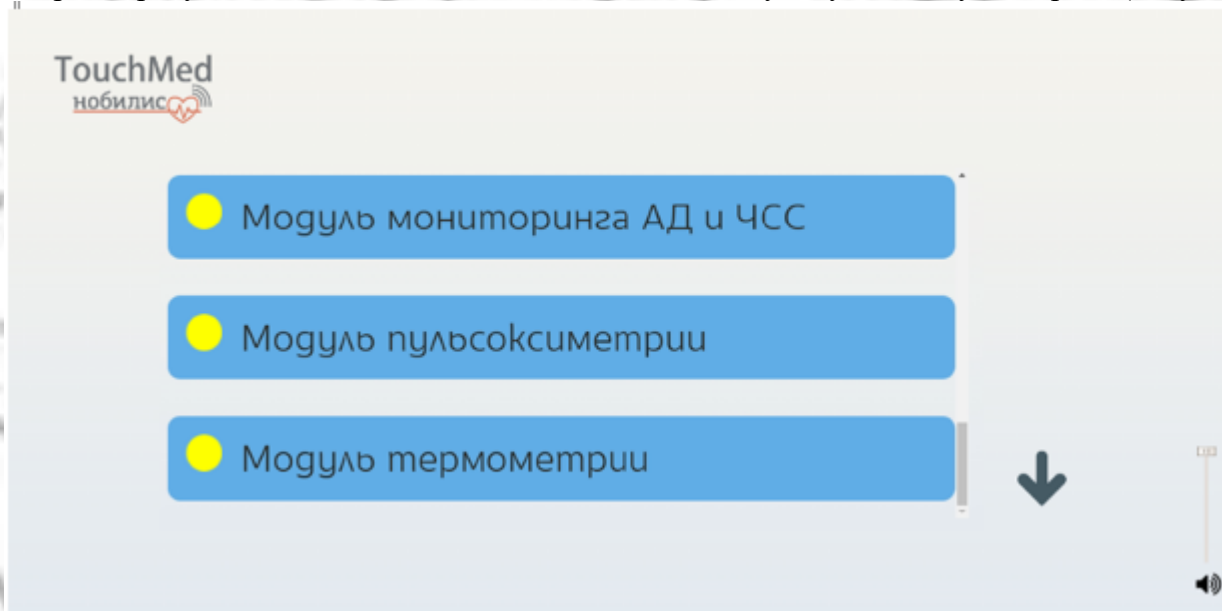 TouchMed
нобилис
Модуль мониторинга АД и ЧСС
Модуль пульсоксиметрии
Модуль термометрии